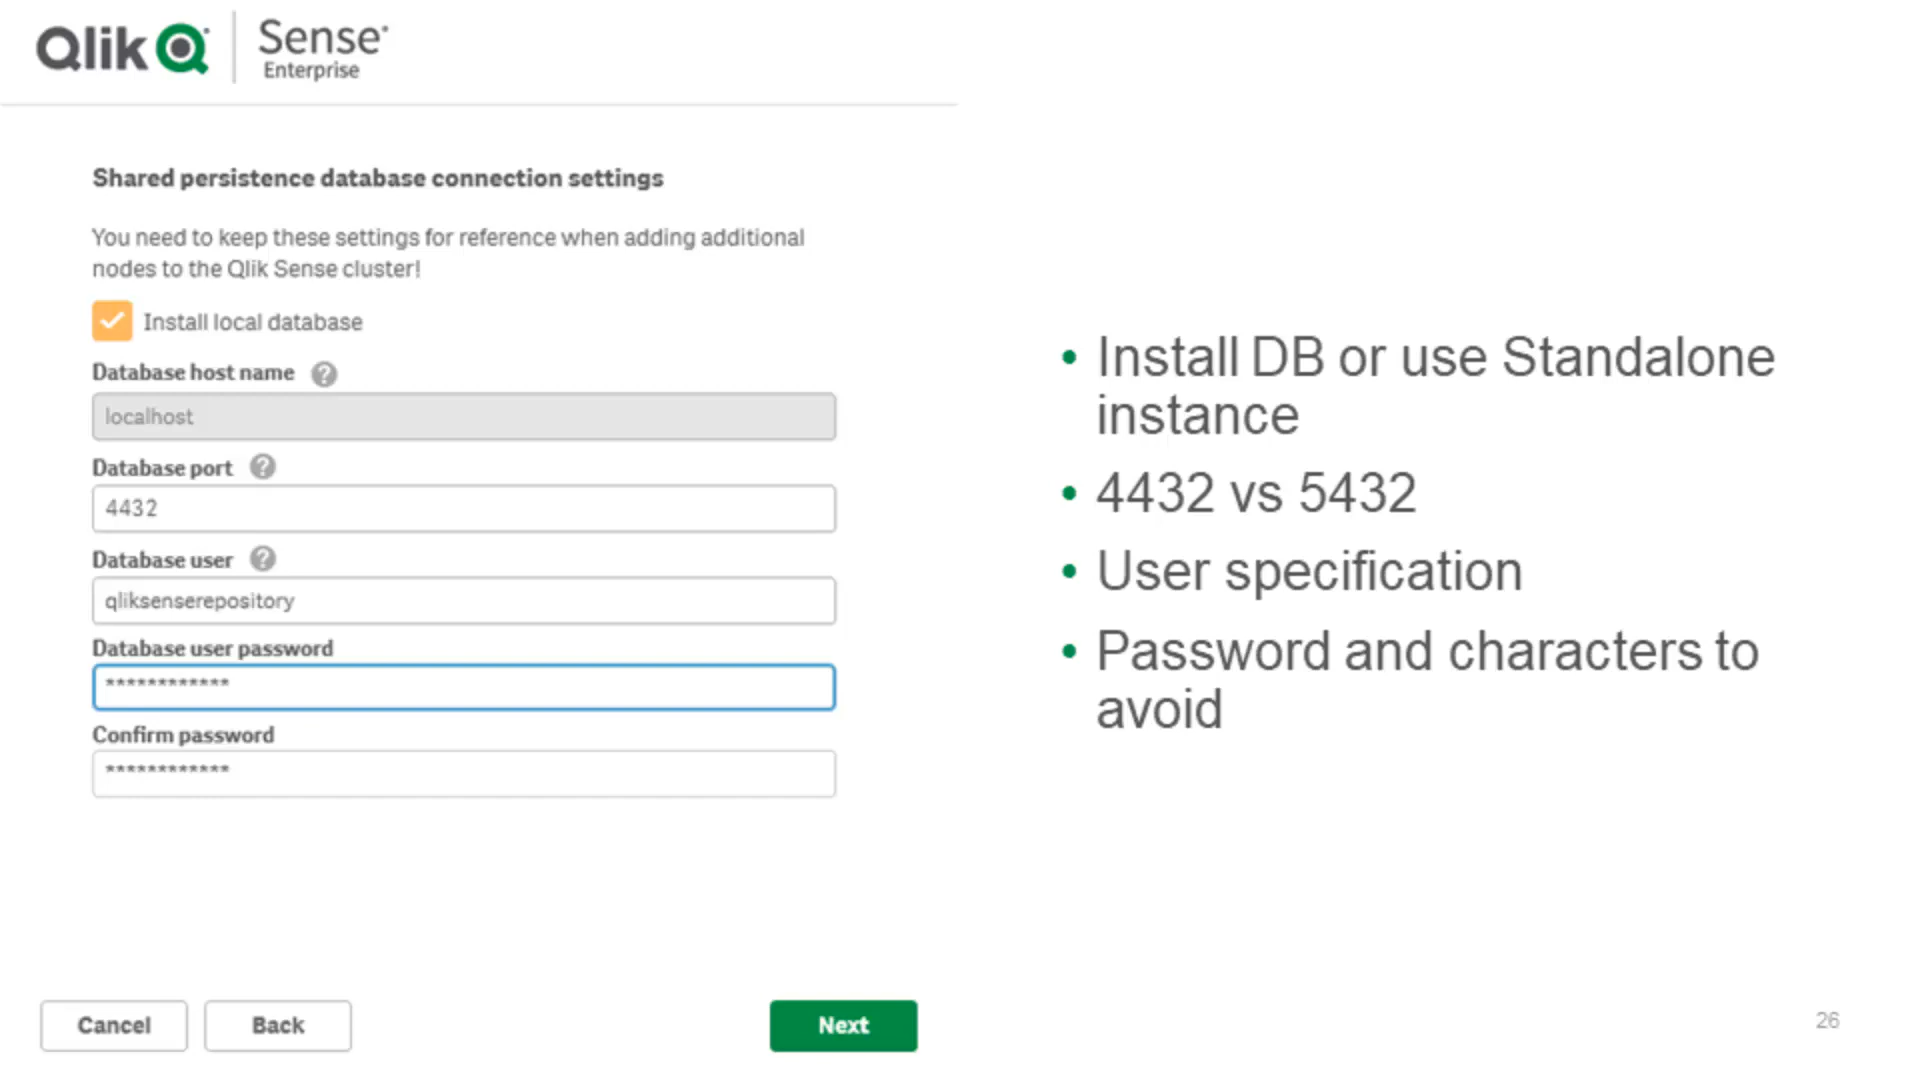 Qlik
Sense
Enterprise
Shared persistence database connection settings
You need to keep these settings for reference when adding additional
nodes to the Qlik Sense cluster!
Install local database
Database host name ?
localhost
Database port ?
4432
Database user ?
qliksenserepository
Database user password
************
Confirm password
************
Cancel
Back
Next
• Install DB or use Standalone
instance
• 4432 vs 5432
• User specification
• Password and characters to
avoid
26